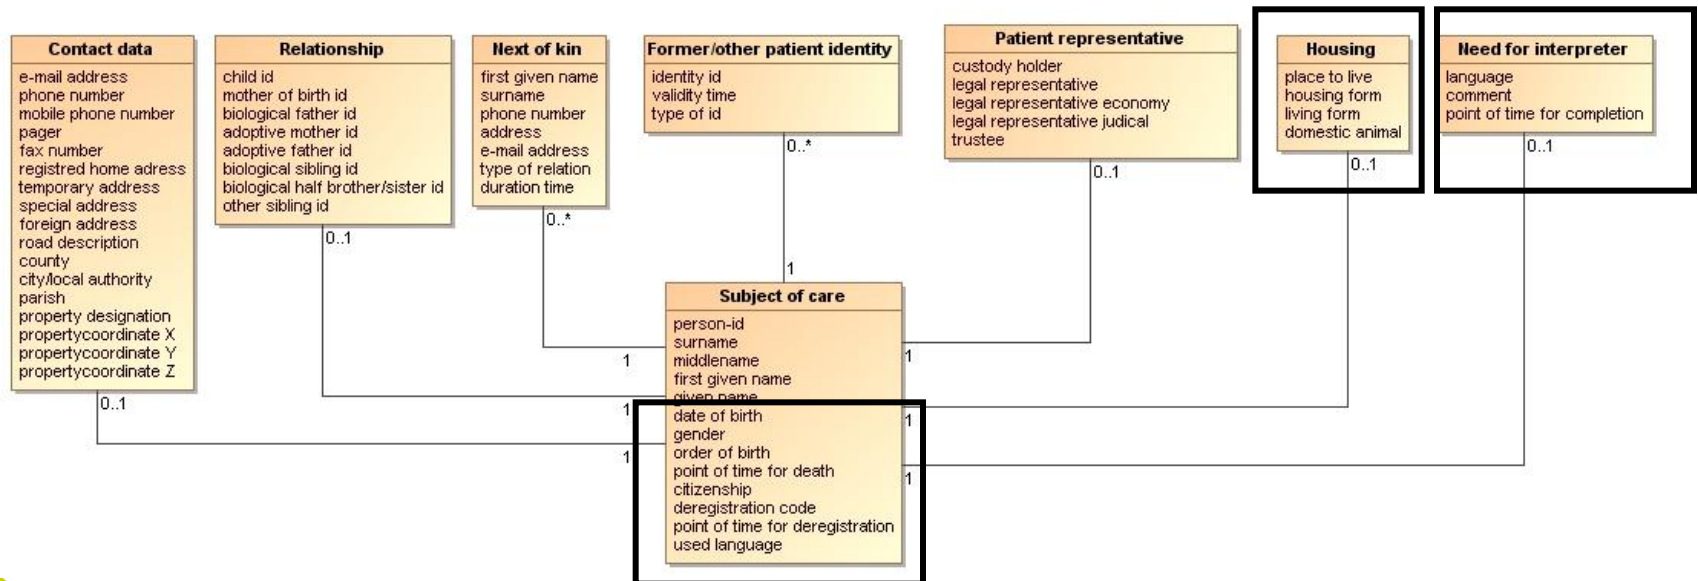 Contact data
e-mail address
phone number
mobile phone number
pager
fax number
registred home adress
temporary address
special address
foreign address
road description
county
city/local authority
parish
property designation
propertycoordinate X
propertycoordinate Y
propertycoordinate Z
0..1
Relationship
child id
mother of birth id
biological father id
adoptive mother id
adoptive father id
biological sibling id
biological half brother/sister id
other sibling id
0..1
Next of kin
first given name
surname
phone number
address
e-mail address
type of relation
duration time
0..*
Former/other patient identity
identity id
validity time
type of id
0..*
Patient representative
custody holder
legal representative
legal representative economy
legal representative judical
trustee
0..1
Housing
place to live
housing form
living form
domestic animal
0..1
Need for interpreter
language
comment
point of time for completion
0..1
1
Subject of care
person-id
surname
middlename
first given name
given name
date of birth
gender
order of birth
point of time for death
citizenship
deregistration code
point of time for deregistration
used language
1
1
1
1
1
1